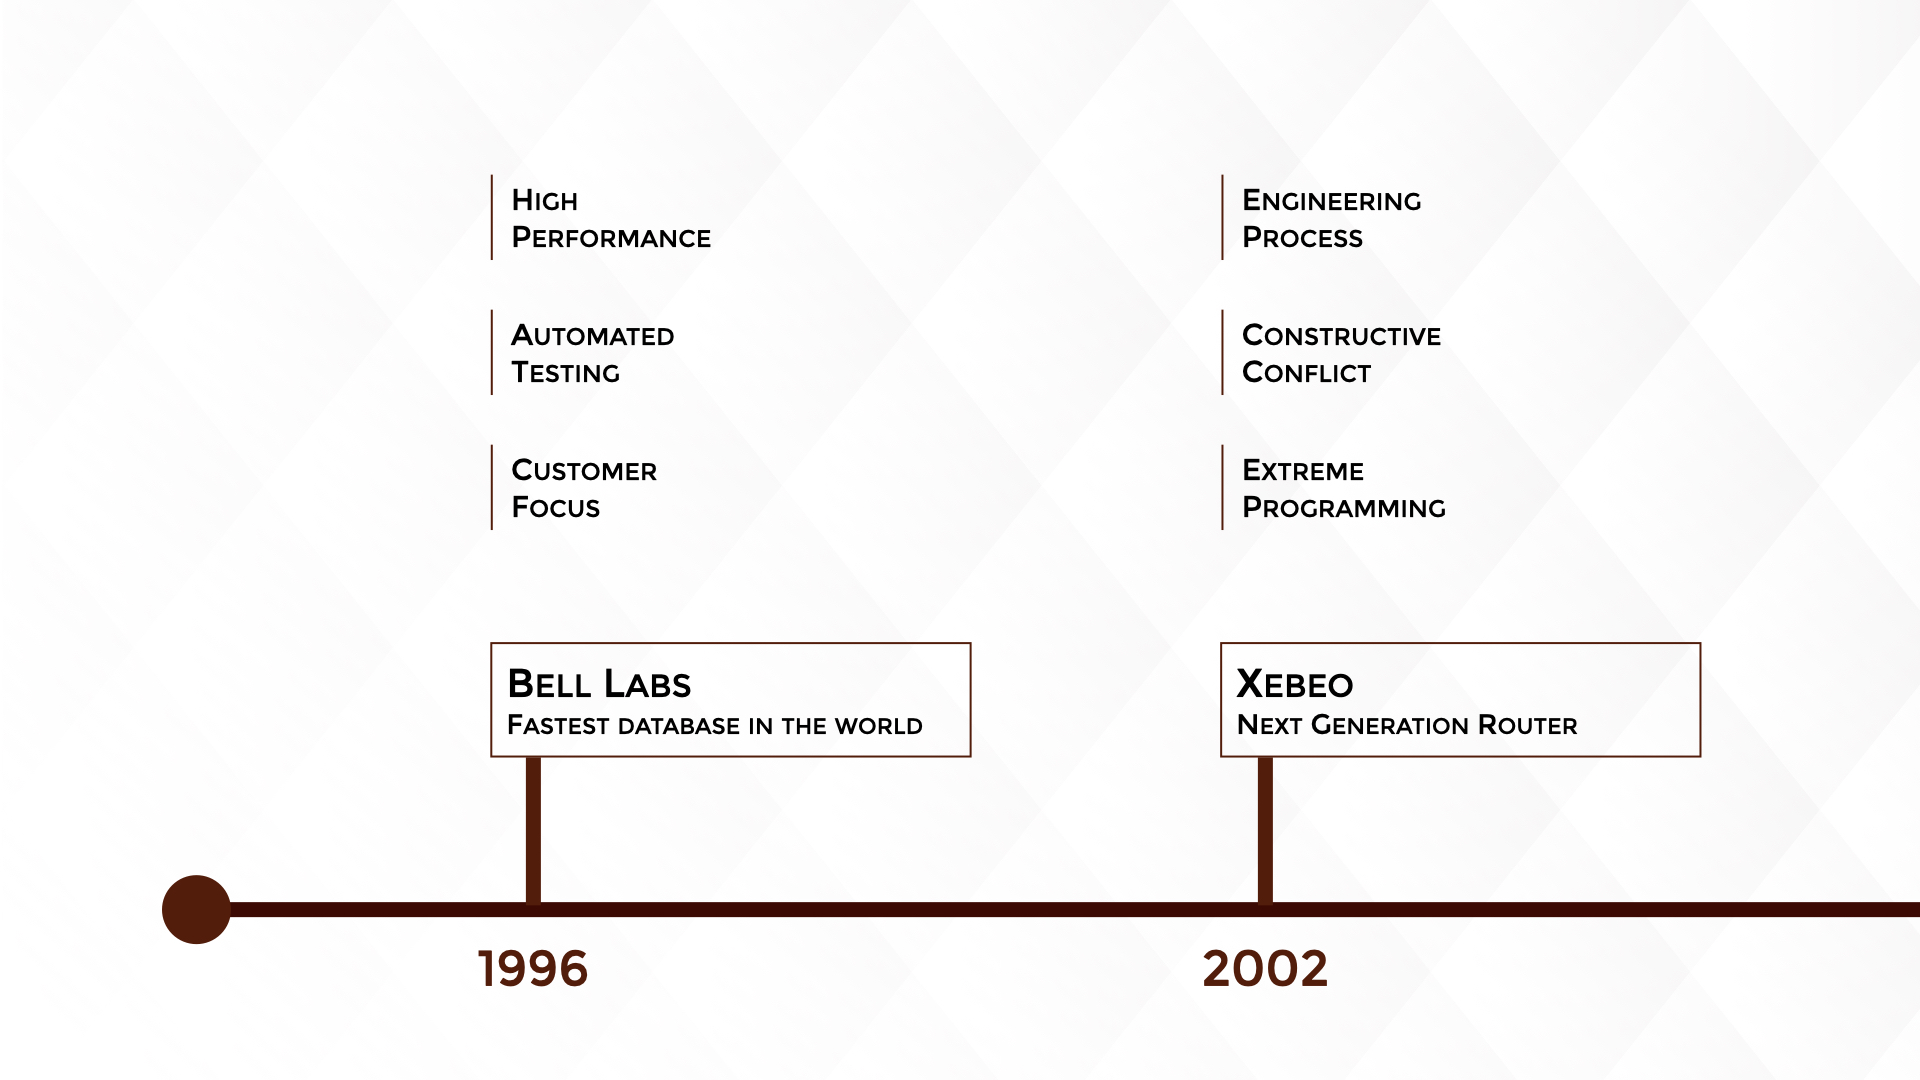 High
Performance
Automated
Testing
Customer
Focus
Bell Labs
Fastest database in the world
1996
Engineering
Process
Constructive
Conflict
Extreme
Programming
Xebeo
Next Generation Router
2002